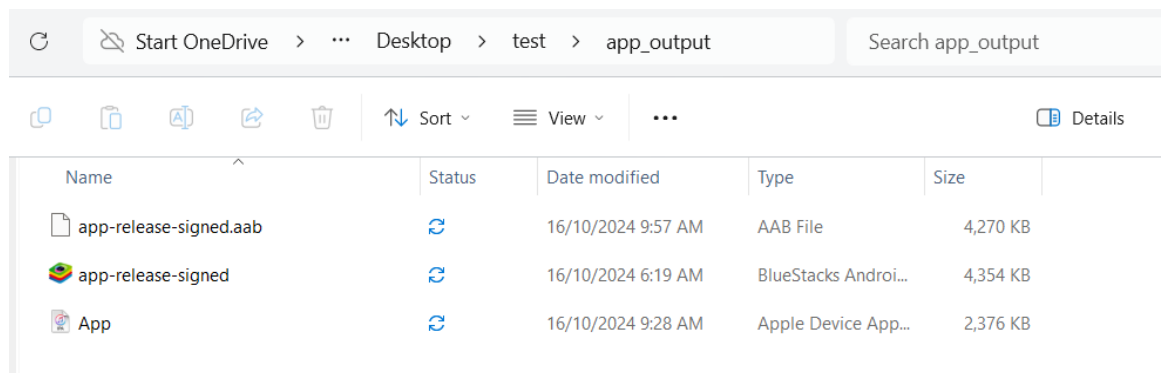 Start OneDrive > ... Desktop > test > app_output Search app_output
Sort View ... Details
Name Status Date modified Type Size
app-release-signed.aab 16/10/2024 9:57 AM AAB File 4,270 KB
app-release-signed 16/10/2024 6:19 AM BlueStacks Androi... 4,354 KB
App 16/10/2024 9:28 AM Apple Device App... 2,376 KB